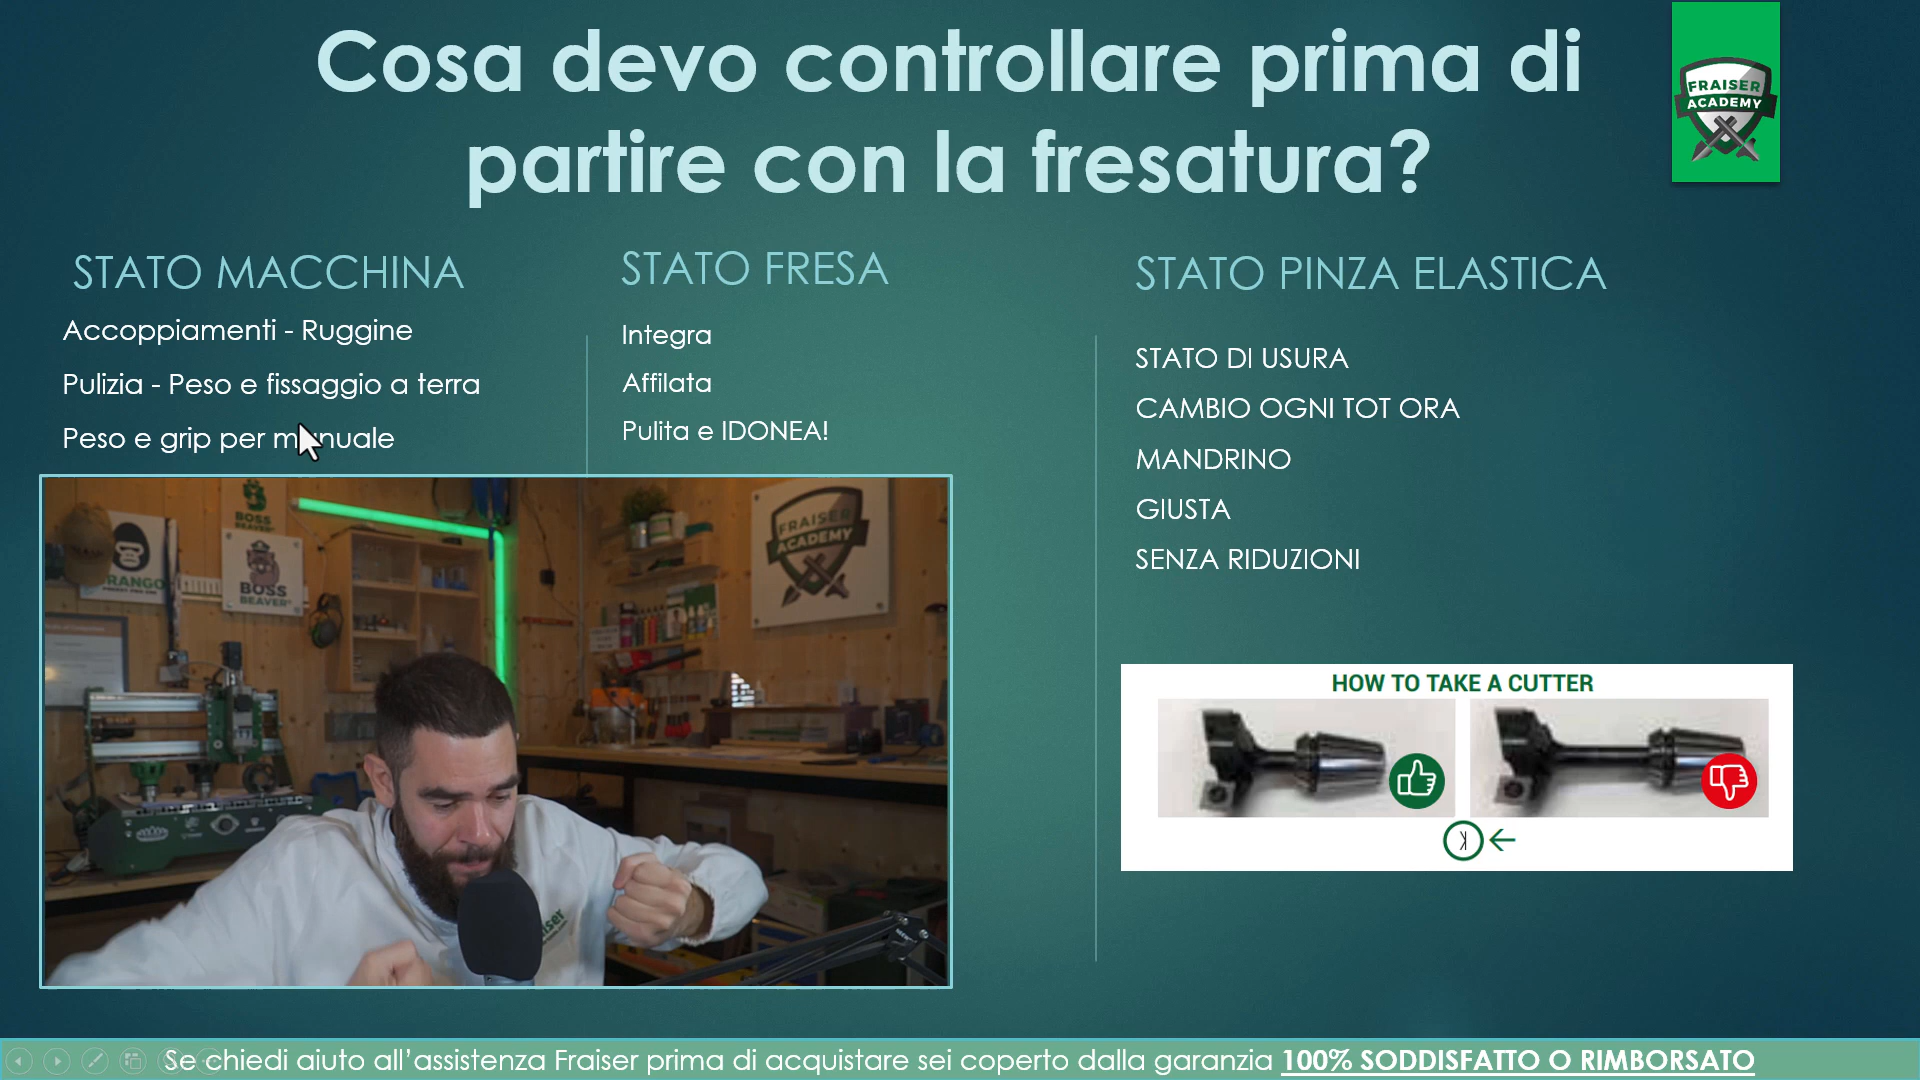 Cosa devo controllare prima di
partire con la fresatura?
FRAISER
ACADEMY
STATO MACCHINA
Accoppiamenti - Ruggine
Pulizia - Peso e fissaggio a terra
Peso e grip per manuale
STATO FRESA
Integra
Affilata
Pulita e IDONEA!
STATO PINZA ELASTICA
STATO DI USURA
CAMBIO OGNI TOT ORA
MANDRINO
GIUSTA
SENZA RIDUZIONI
BOSS
BEAVER
RANGO
BOSS
BEAVER
FRAISER
ACADEMY
HOW TO TAKE A CUTTER
Se chiedi aiuto all'assistenza Fraiser prima di acquistare sei coperto dalla garanzia 100% SODDISFATTO O RIMBORSATO